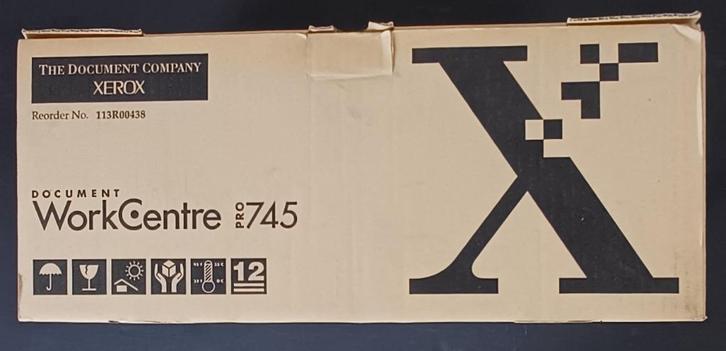 THE DOCUMENT COMPANY
XEROX
Reorder No. 113R00438
DOCUMENT
WorkCentre PRO 745
12
X